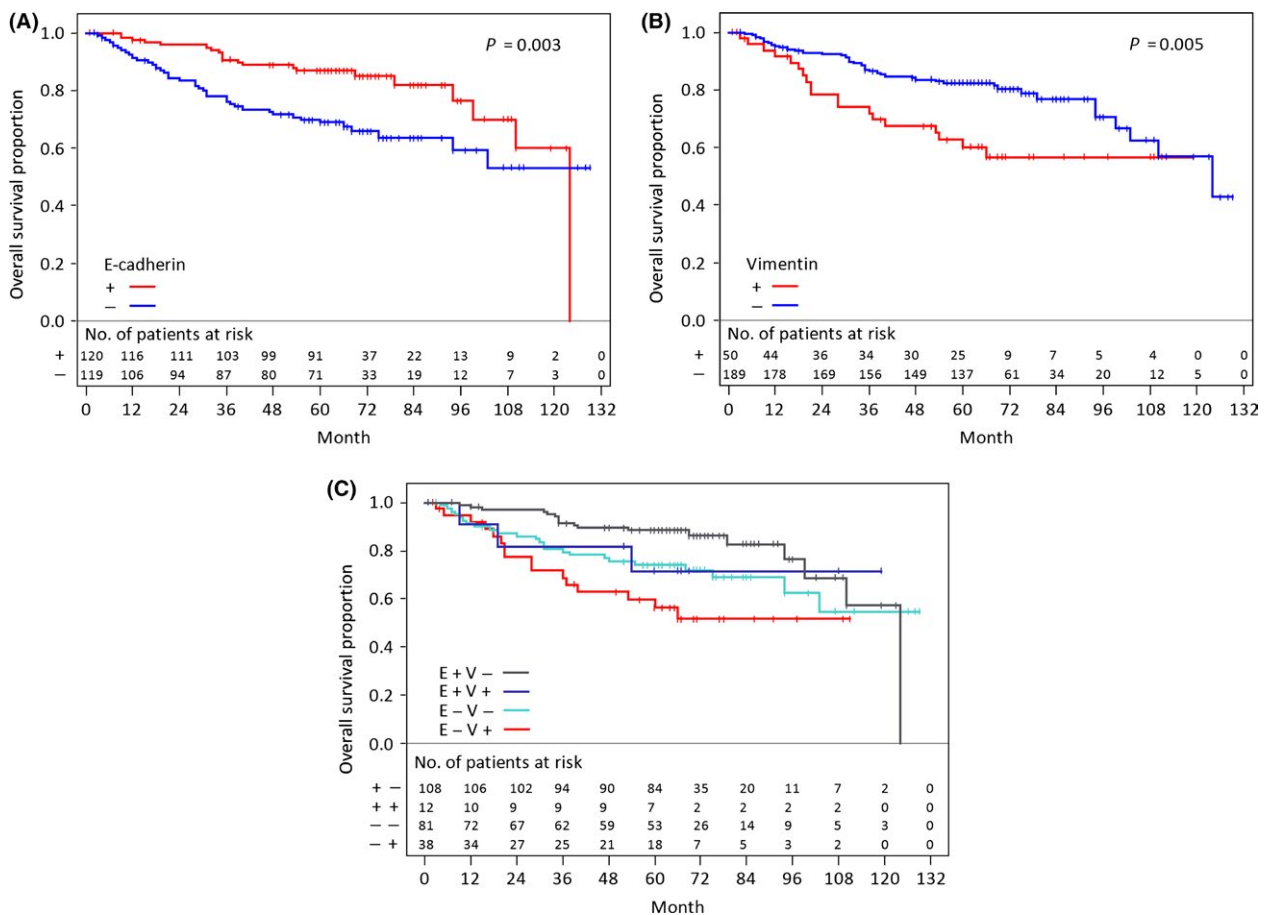 (A)
1.0
0.8
0.6
0.4
0.2
0.0
Overall survival proportion
P = 0.003
E-cadherin
+
–
No. of patients at risk
+ 120 116 111 103 99 91 37 22 13 9 2 0
– 119 106 94 87 80 71 33 19 12 7 3 0
0 12 24 36 48 60 72 84 96 108 120 132
Month
(B)
1.0
0.8
0.6
0.4
0.2
0.0
Overall survival proportion
P = 0.005
Vimentin
+
–
No. of patients at risk
+ 50 44 36 34 30 25 9 7 5 4 0 0
– 189 178 169 156 149 137 61 34 20 12 5 0
0 12 24 36 48 60 72 84 96 108 120 132
Month
(C)
1.0
0.8
0.6
0.4
0.2
0.0
Overall survival proportion
E + V –
E + V +
E – V –
E – V +
No. of patients at risk
+ – 108 106 102 94 90 84 35 20 11 7 2 0
+ + 12 10 9 9 9 7 2 2 2 2 0 0
– – 81 72 67 62 59 53 26 14 9 5 3 0
– + 38 34 27 25 21 18 7 5 3 2 0 0
0 12 24 36 48 60 72 84 96 108 120 132
Month